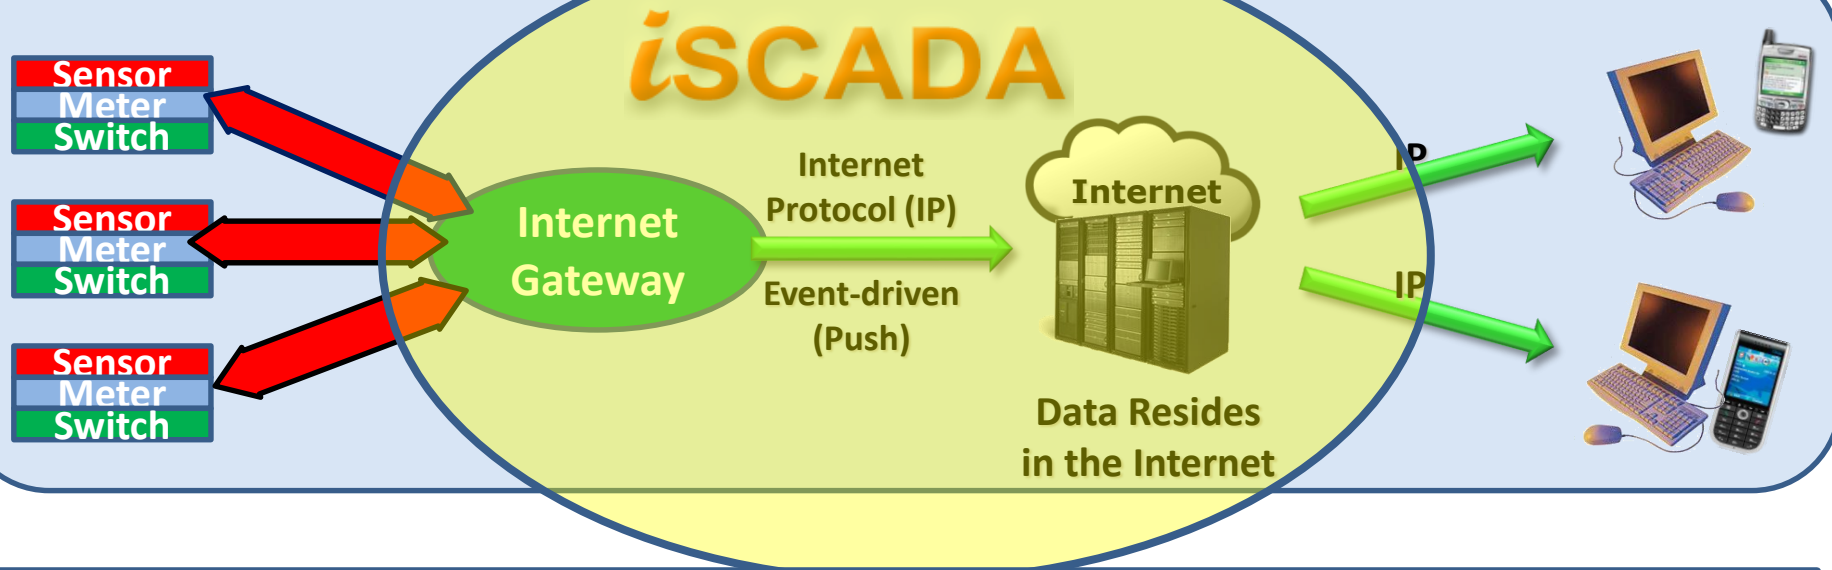 iSCADA
Sensor
Meter
Switch
Sensor
Meter
Switch
Sensor
Meter
Switch
Internet
Gateway
Internet
Protocol (IP)
Event-driven
(Push)
Internet
Data Resides
in the Internet
IP
IP